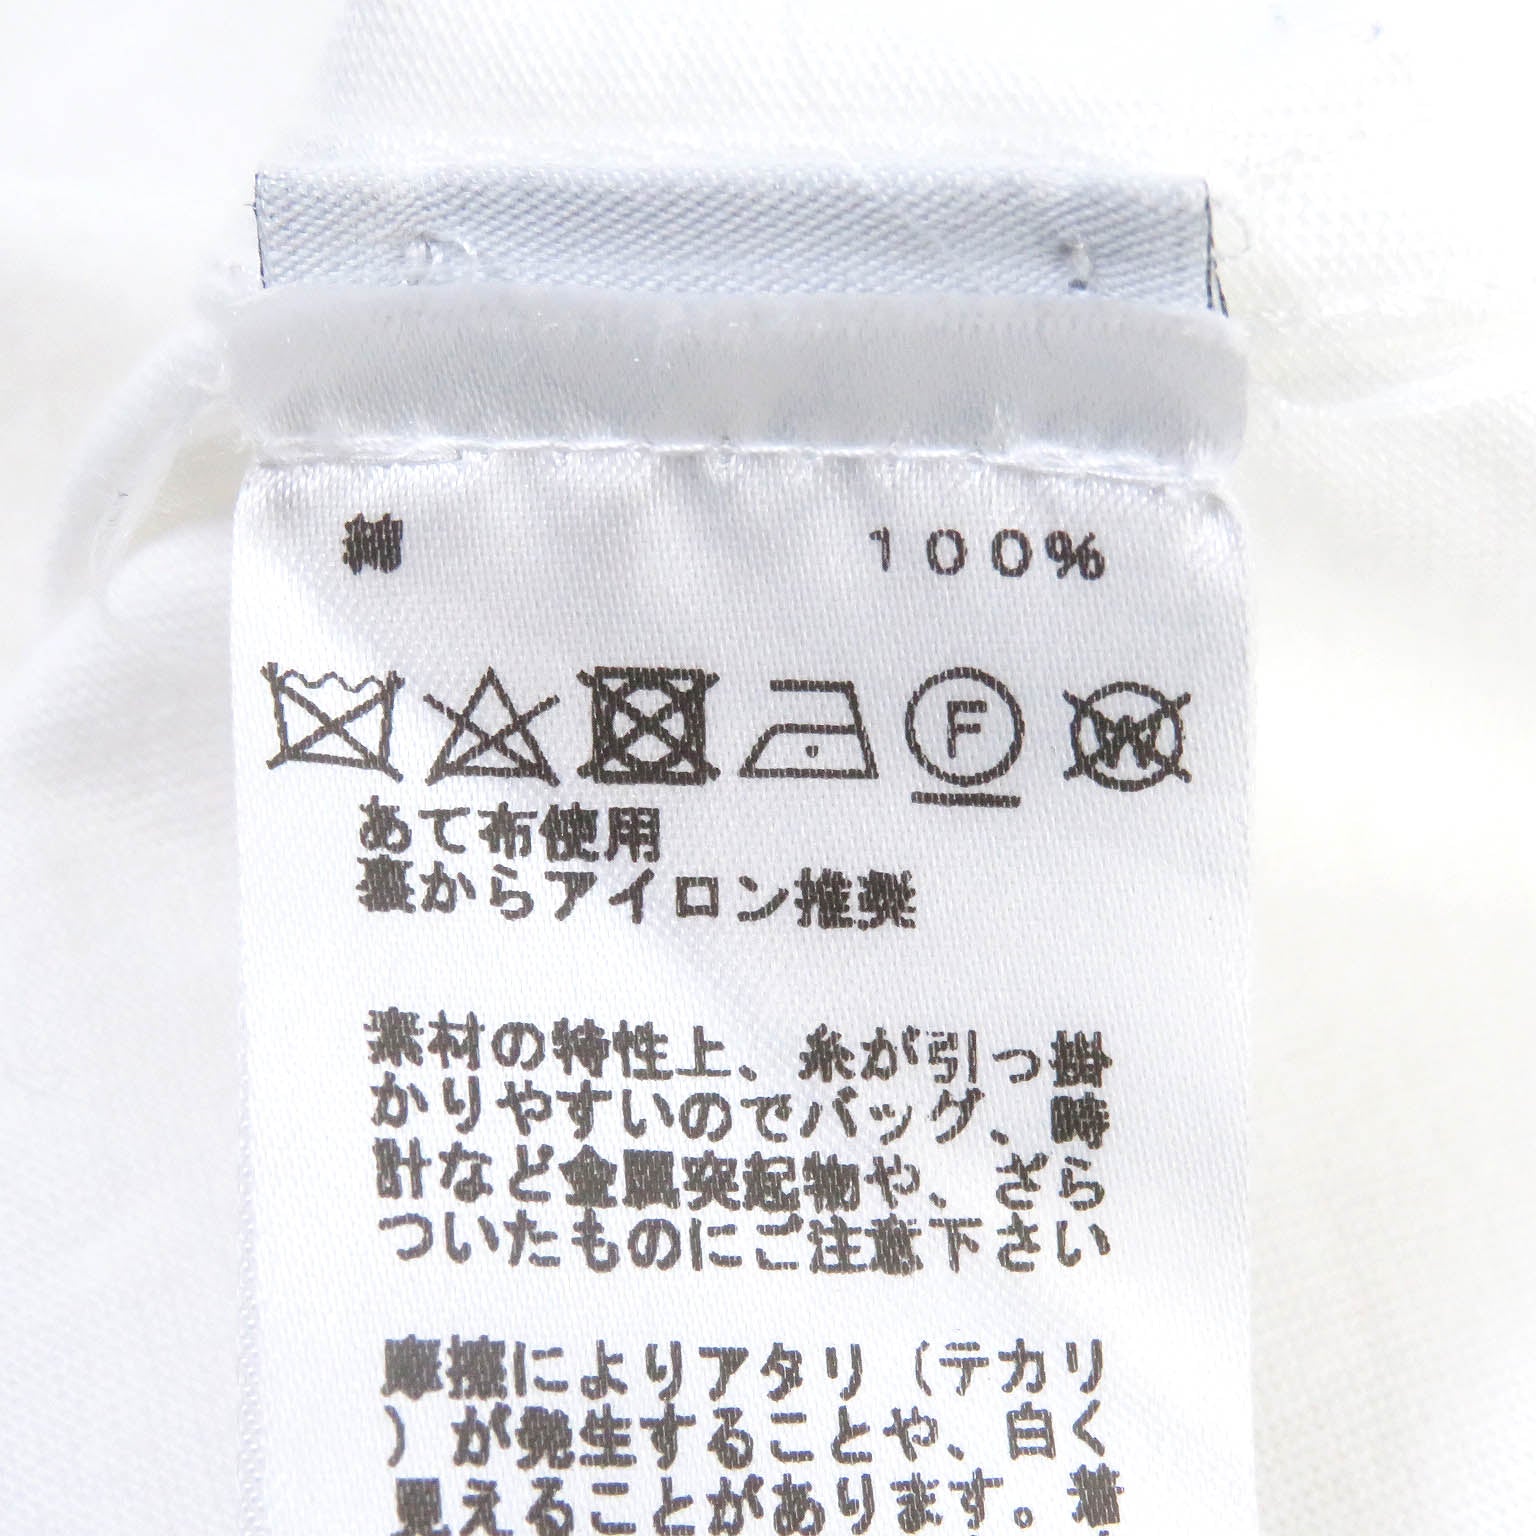 綿 100%
F W
あて布使用
裏からアイロン推奨
素材の特性上、糸が引っ掛
かりやすいのでバッグ、時
計など金属突起物や、ざら
ついたものにご注意下さい
摩擦によりアタリ（テカリ
）が発生することや、白く
見えることがあります。着